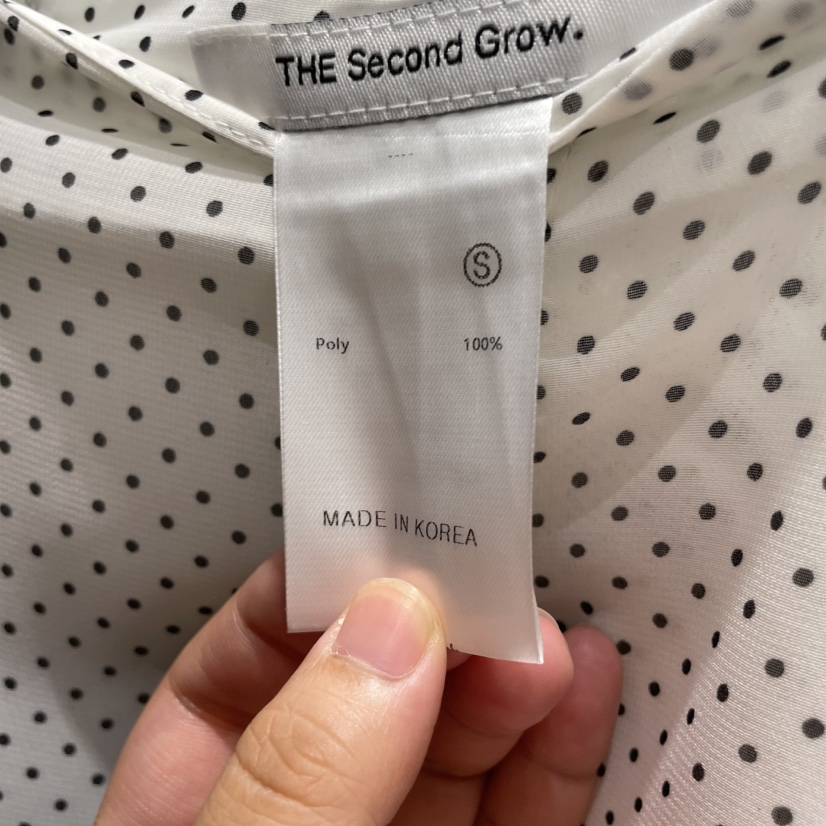 THE Second Grow.
S
Poly 100%
MADE IN KOREA